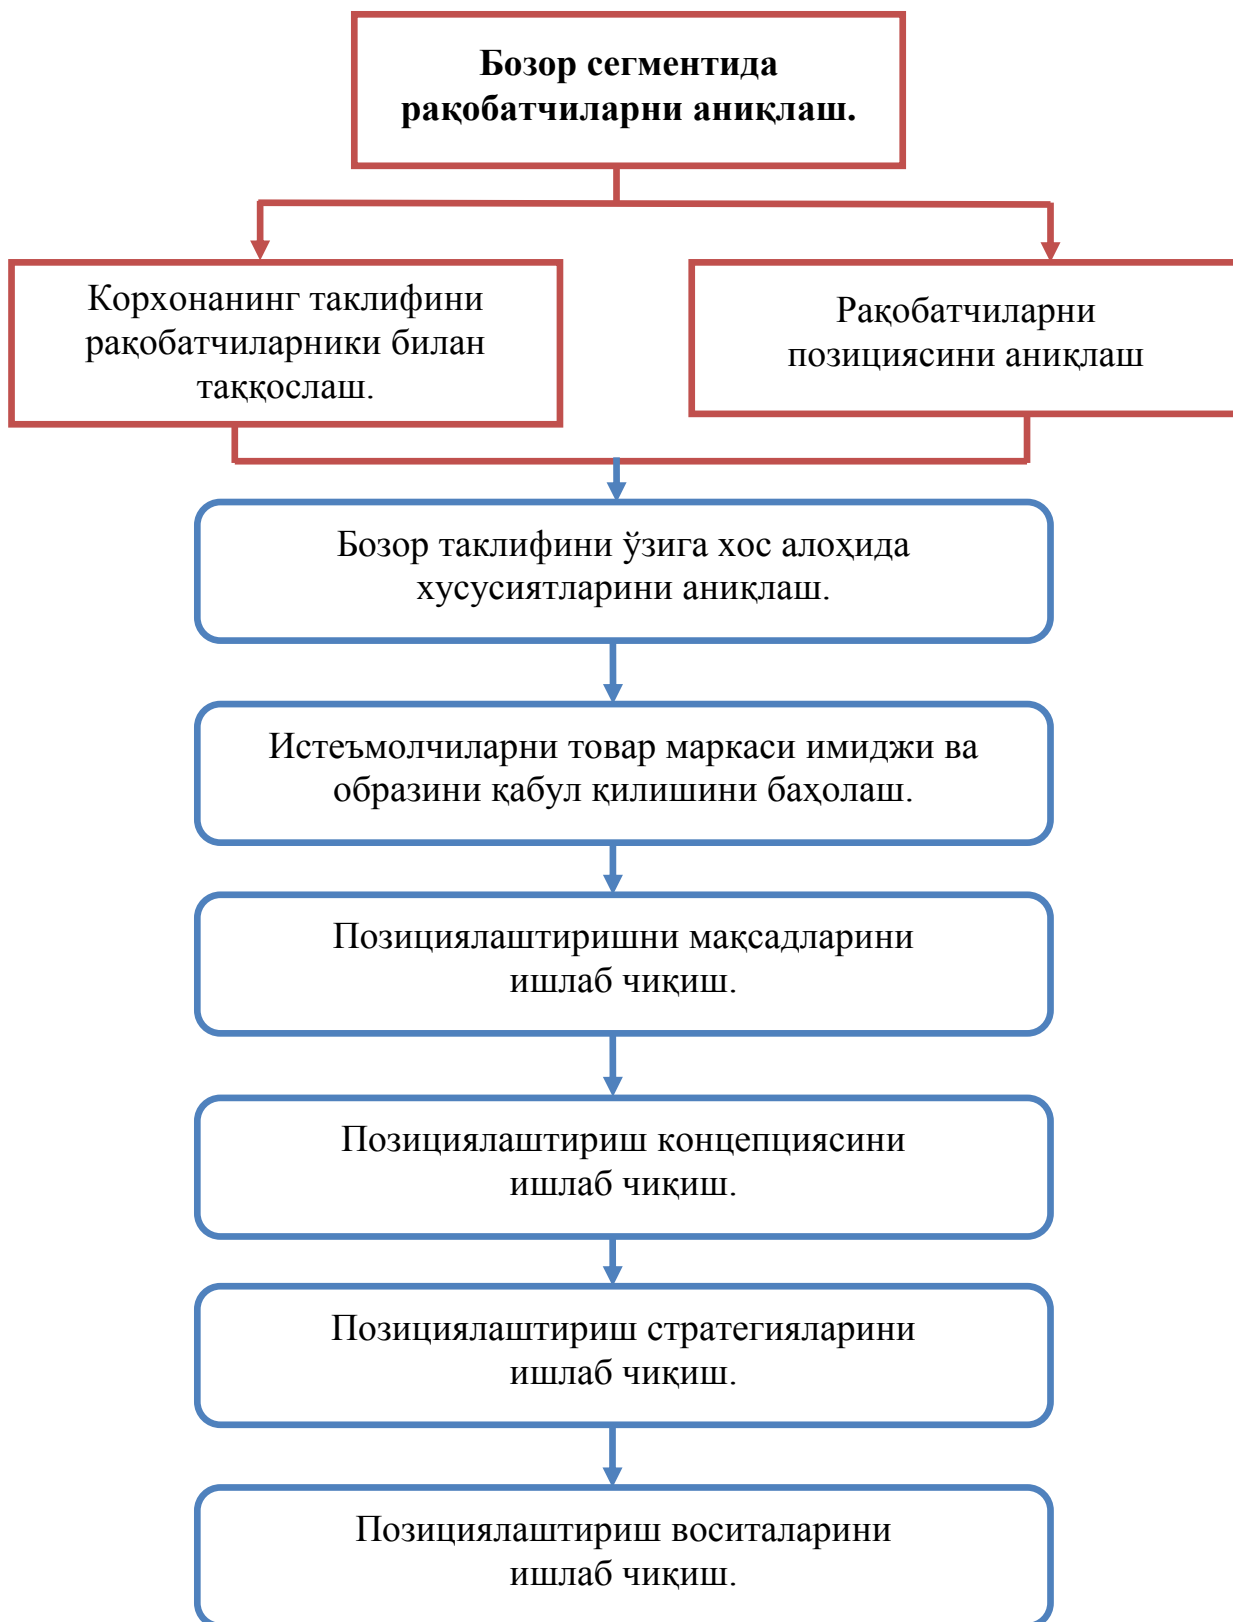 Бозор сегментида
рақобатчиларни аниқлаш.
Корхонанинг таклифини
рақобатчиларники билан
таққослаш.
Рақобатчиларни
позициясини аниқлаш
Бозор таклифини ўзига хос алоҳида
хусусиятларини аниқлаш.
Истеъмолчиларни товар маркаси имиджи ва
образини қабул қилишини баҳолаш.
Позициялаштиришни мақсадларини
ишлаб чиқиш.
Позициялаштириш концепциясини
ишлаб чиқиш.
Позициялаштириш стратегияларини
ишлаб чиқиш.
Позициялаштириш воситаларини
ишлаб чиқиш.